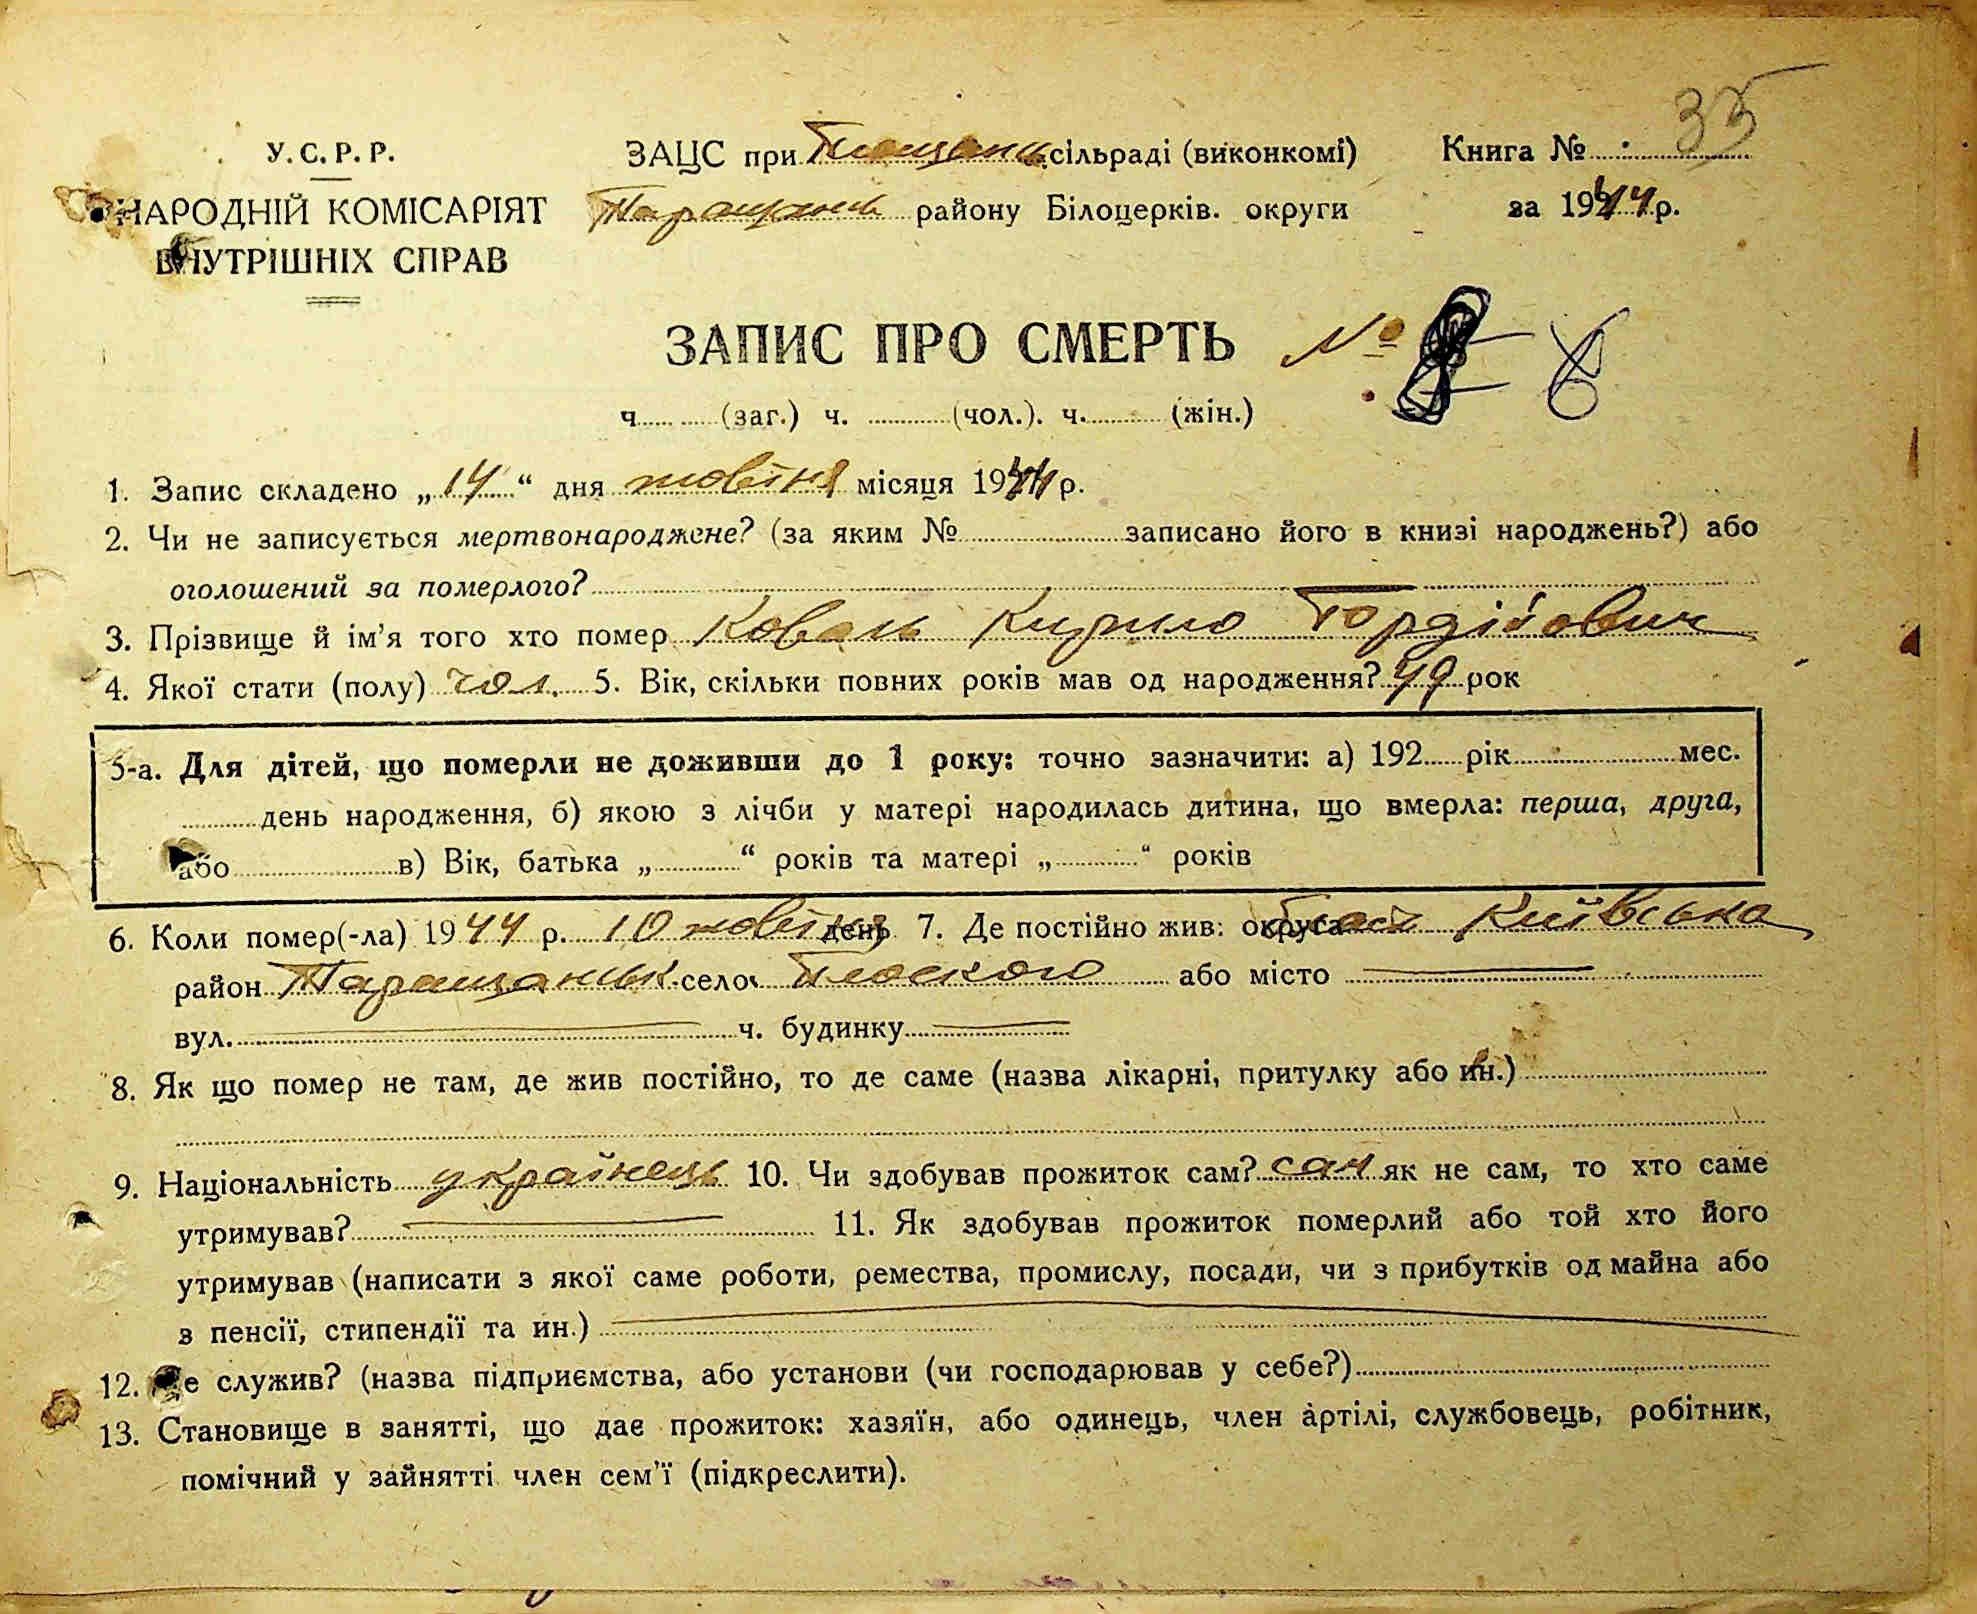 35
У. С. Р. Р.
НАРОДНІЙ КОМІСАРІЯТ
ВНУТРІШНІХ СПРАВ
ЗАЦС при сільраді (виконкомі)
Таращанськ району Білоцерків. округи
Книга №
за 1944 р.
ЗАПИС ПРО СМЕРТЬ № 6
ч. (заг.) ч. (чол.). ч. (жін.)
1. Запис складено „14“ дня жовтня місяця 1944 р.
2. Чи не записується мертвонароджене? (за яким № записано його в книзі народжень?) або
оголошений за померлого?
3. Прізвище й ім’я того хто помер Коваль Кирило Гордійович
4. Якої стати (полу) чол. 5. Вік, скільки повних років мав од народження? 49 рок
5-а. Для дітей, що померли не доживши до 1 року: точно зазначити: а) 192 рік мес.
день народження, б) якою з лічби у матері народилась дитина, що вмерла: перша, друга,
або в) Вік, батька „ “ років та матері „ “ років
6. Коли помер(-ла) 1944 р. 10 жовтня день 7. Де постійно жив: округа Київська
район Таращанськ. село Плоского або місто
вул. ч. будинку
8. Як що помер не там, де жив постійно, то де саме (назва лікарні, притулку або ин.)
9. Національність українець 10. Чи здобував прожиток сам? сам як не сам, то хто саме
утримував? 11. Як здобував прожиток померлий або той хто його
утримував (написати з якої саме роботи, ремества, промислу, посади, чи з прибутків од майна або
з пенсії, стипендії та ин.)
12. Де служив? (назва підприємства, або установи (чи господарював у себе?)
13. Становище в занятті, що дає прожиток: хазяїн, або одинець, член артілі, службовець, робітник,
помічний у зайнятті член сем’ї (підкреслити).